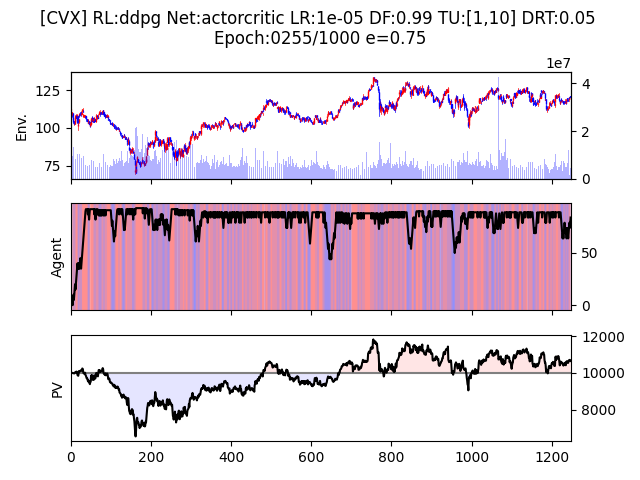 [CVX] RL:ddpg Net:actorcritic LR:1e-05 DF:0.99 TU:[1,10] DRT:0.05
Epoch:0255/1000 e=0.75
1e7
Env.
125
100
75
4
2
0
Agent
50
0
PV
12000
10000
8000
0 200 400 600 800 1000 1200